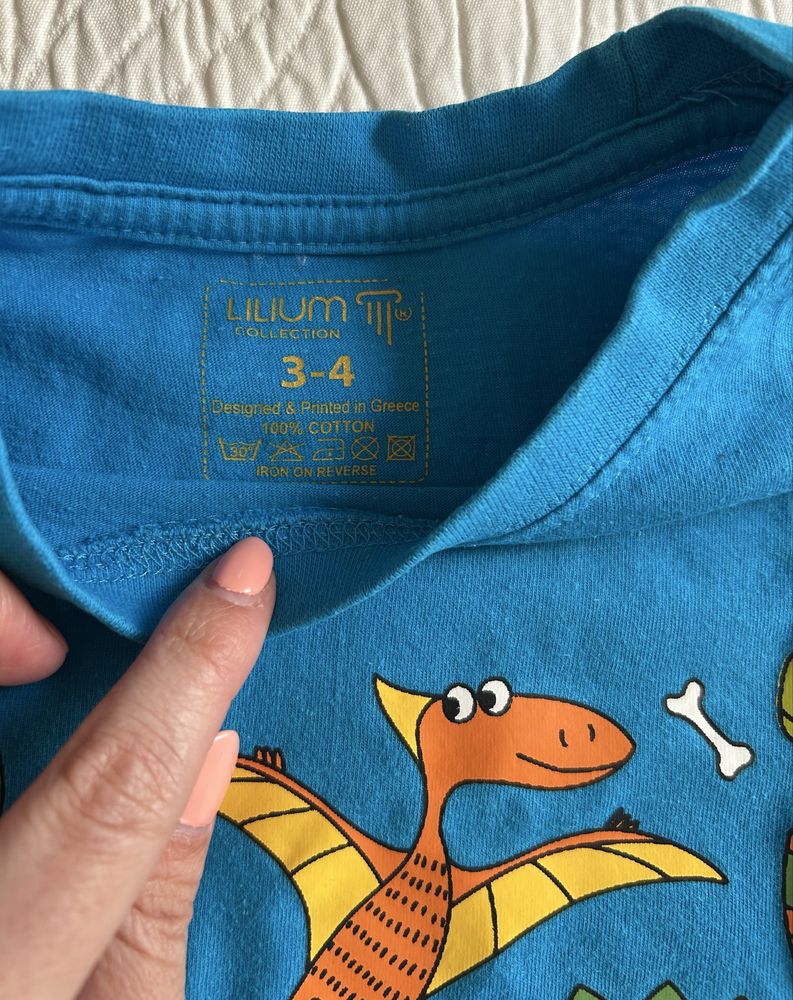 LILIUM
COLLECTION
3-4
Designed & Printed in Greece
100% COTTON
30°
IRON ON REVERSE